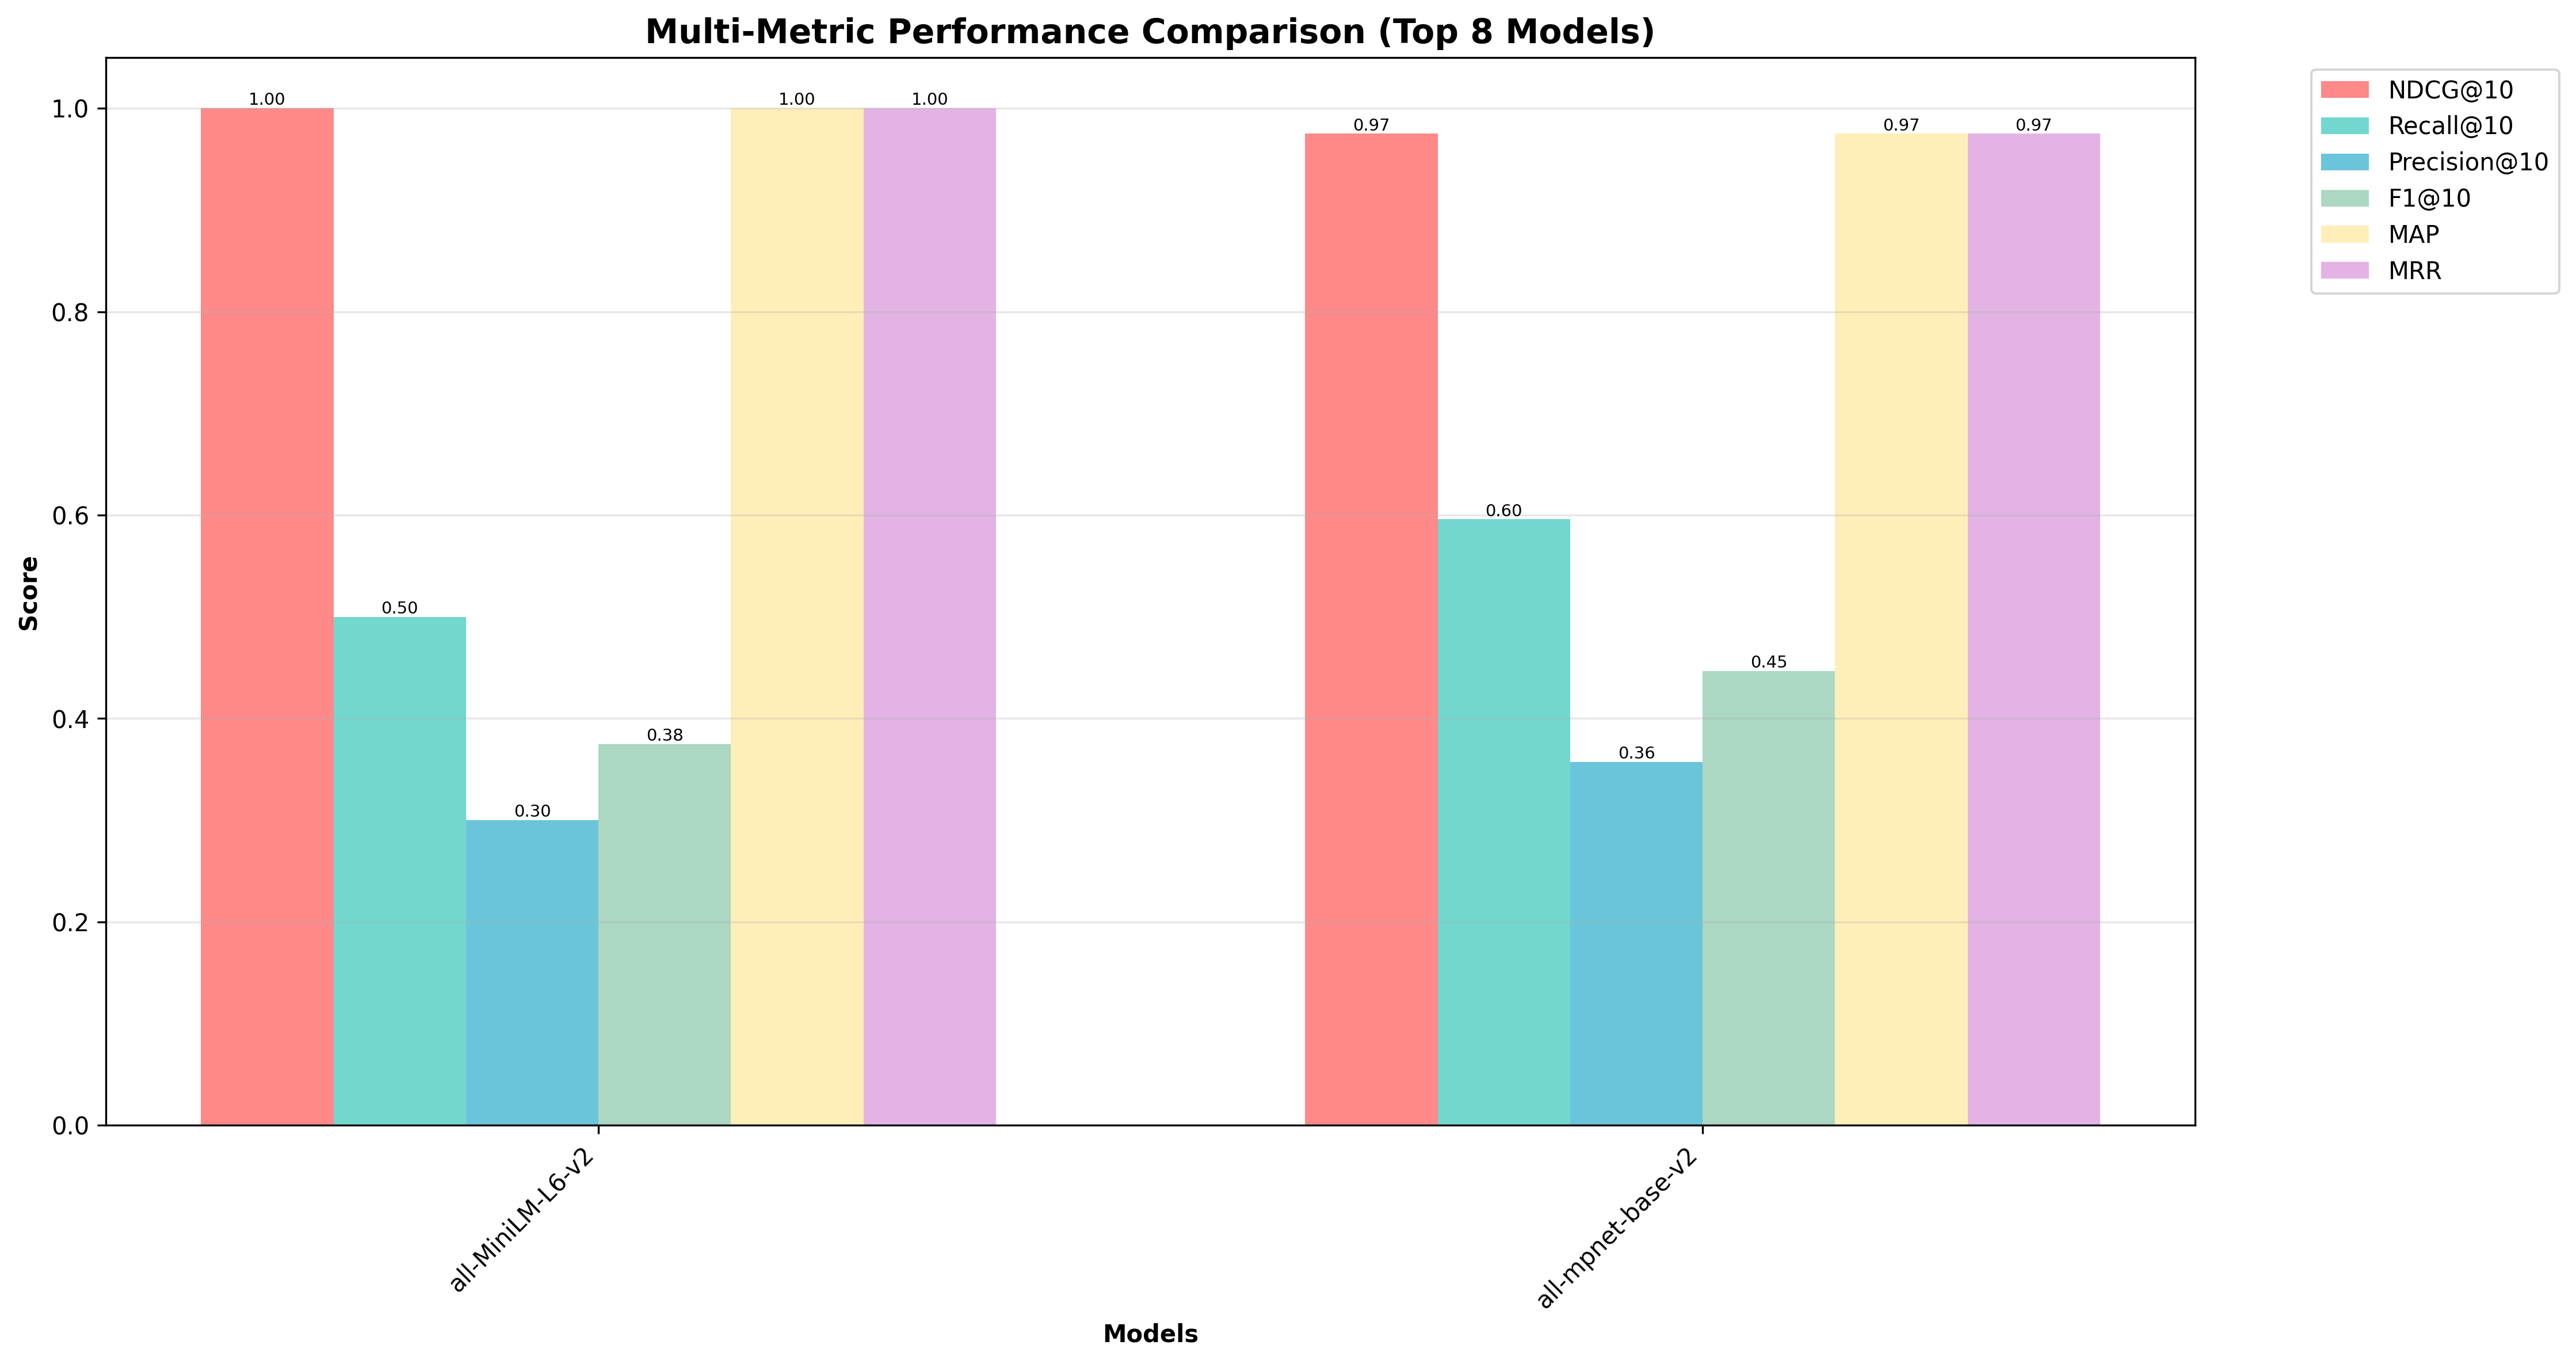 Multi-Metric Performance Comparison (Top 8 Models)
NDCG@10
Recall@10
Precision@10
F1@10
MAP
MRR
Score
1.0
0.8
0.6
0.4
0.2
0.0
1.00
0.50
0.30
0.38
1.00
1.00
0.97
0.60
0.36
0.45
0.97
0.97
all-MiniLM-L6-v2
all-mpnet-base-v2
Models